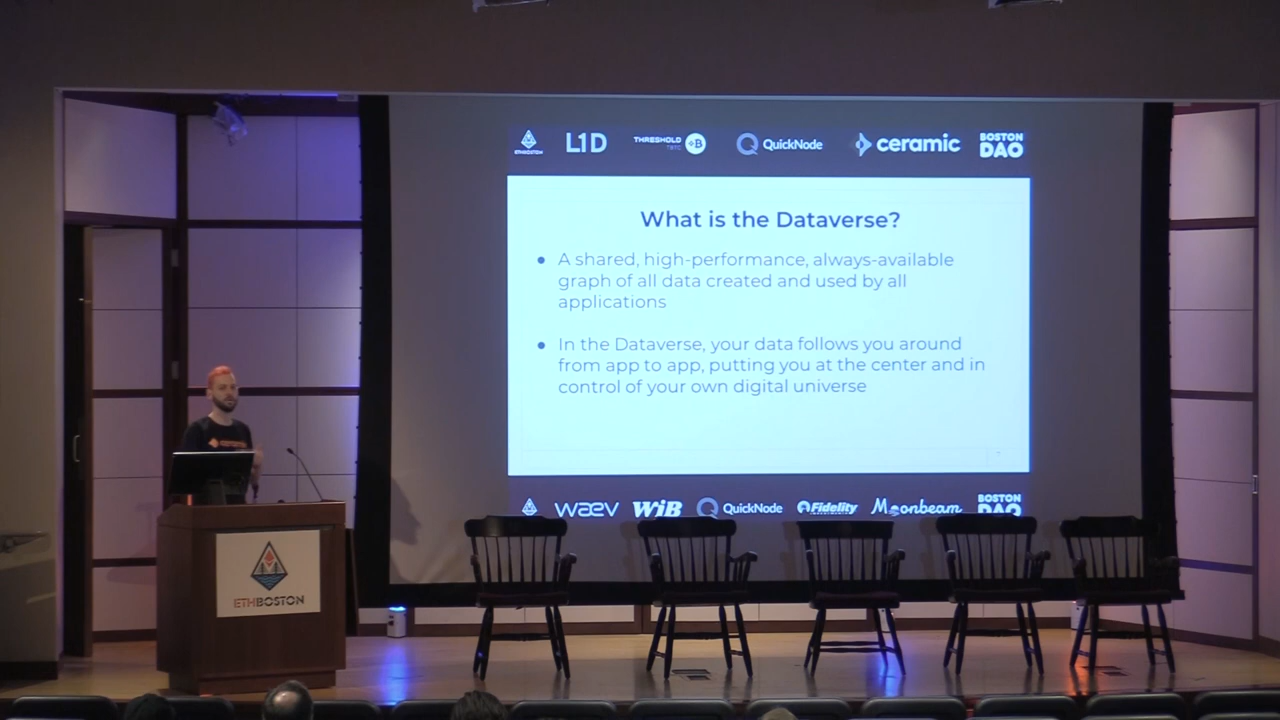 ETHBOSTON
L1D
THRESHOLD
QuickNode
ceramic
BOSTON
DAO
What is the Dataverse?
● A shared, high-performance, always-available
graph of all data created and used by all
applications
● In the Dataverse, your data follows you around
from app to app, putting you at the center and in
control of your own digital universe
WAEV
WiB
QuickNode
Fidelity
Moonbeam
BOSTON
DAO
ETHBOSTON